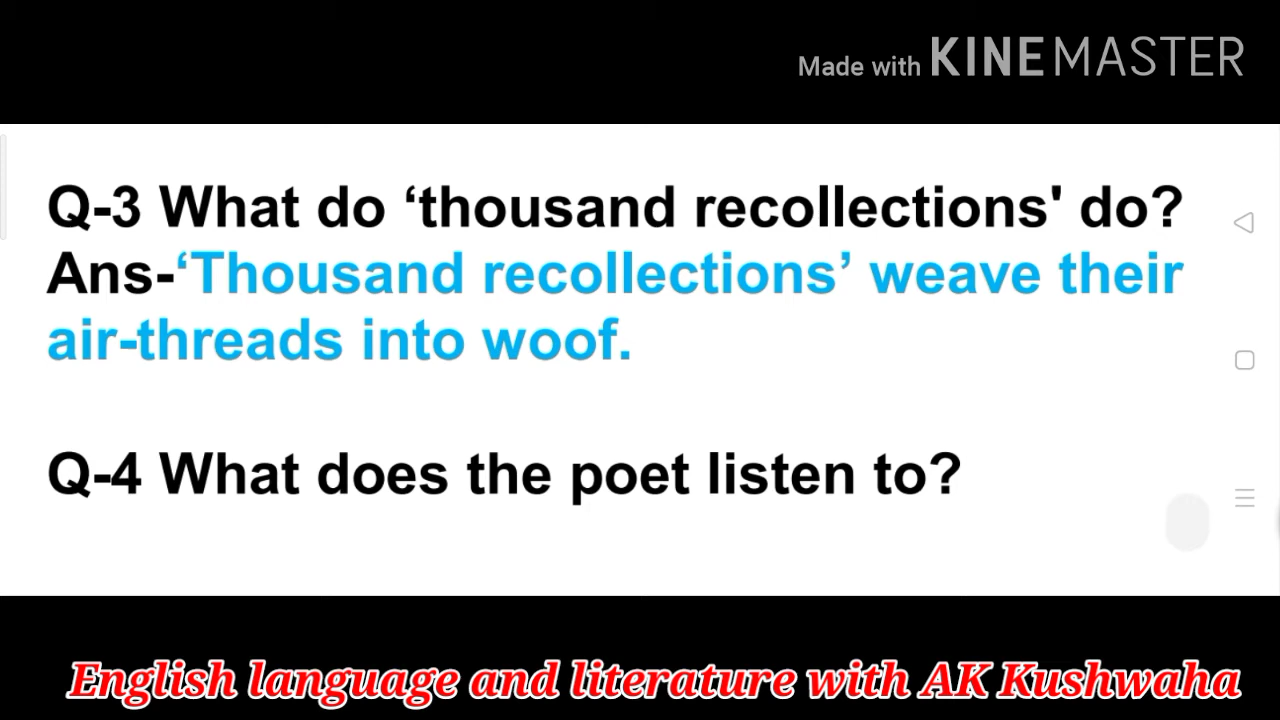 Made with KINEMASTER
Q-3 What do ‘thousand recollections' do?
Ans-‘Thousand recollections’ weave their
air-threads into woof.
Q-4 What does the poet listen to?
English language and literature with AK Kushwaha